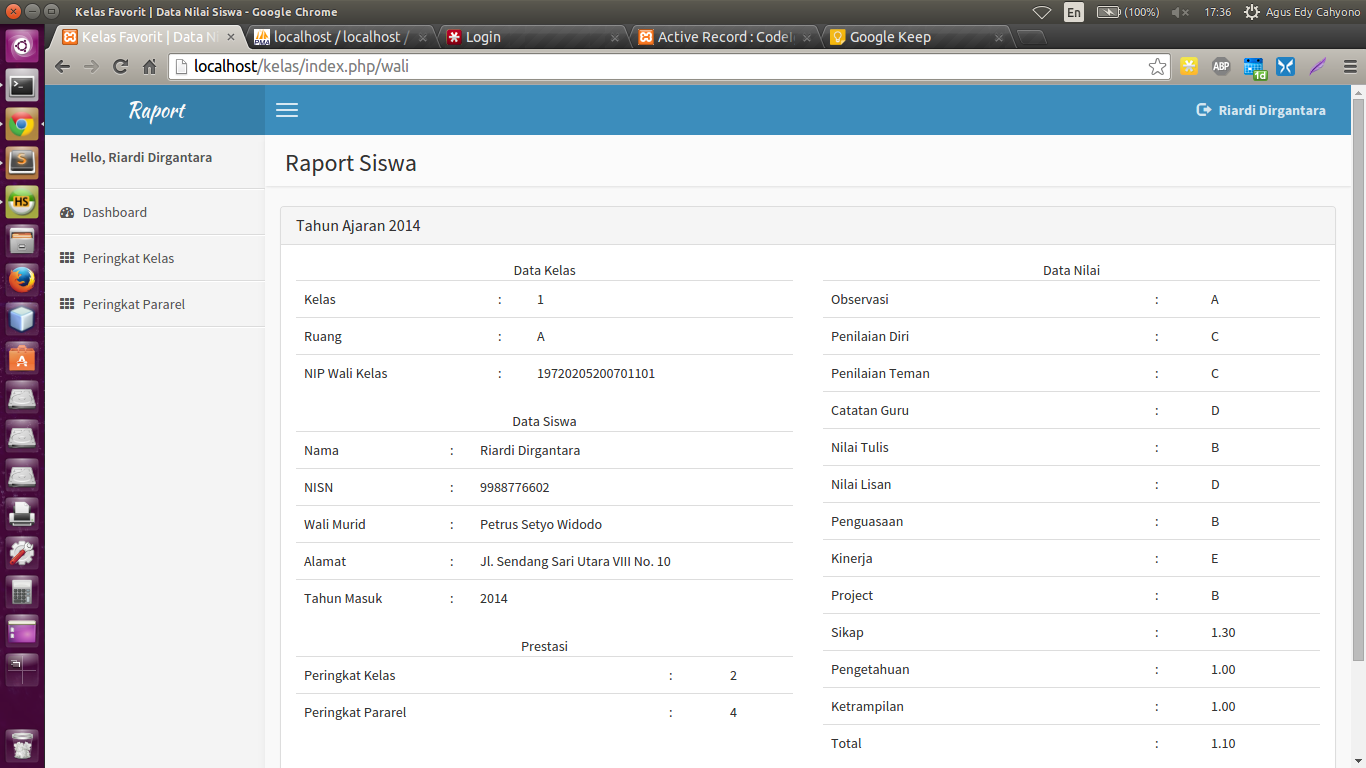 Kelas Favorit | Data Nilai Siswa - Google Chrome
En (100%) 17:36 Agus Edy Cahyono
Kelas Favorit | Data N localhost / localhost / Login Active Record : CodeI Google Keep
localhost/kelas/index.php/wali
ABP 1d
Raport
Riardi Dirgantara
Hello, Riardi Dirgantara
Dashboard
Peringkat Kelas
Peringkat Pararel
Raport Siswa
Tahun Ajaran 2014
Data Kelas
Kelas : 1
Ruang : A
NIP Wali Kelas : 19720205200701101
Data Siswa
Nama : Riardi Dirgantara
NISN : 9988776602
Wali Murid : Petrus Setyo Widodo
Alamat : Jl. Sendang Sari Utara VIII No. 10
Tahun Masuk : 2014
Prestasi
Peringkat Kelas : 2
Peringkat Pararel : 4
Data Nilai
Observasi : A
Penilaian Diri : C
Penilaian Teman : C
Catatan Guru : D
Nilai Tulis : B
Nilai Lisan : D
Penguasaan : B
Kinerja : E
Project : B
Sikap : 1.30
Pengetahuan : 1.00
Ketrampilan : 1.00
Total : 1.10
HS